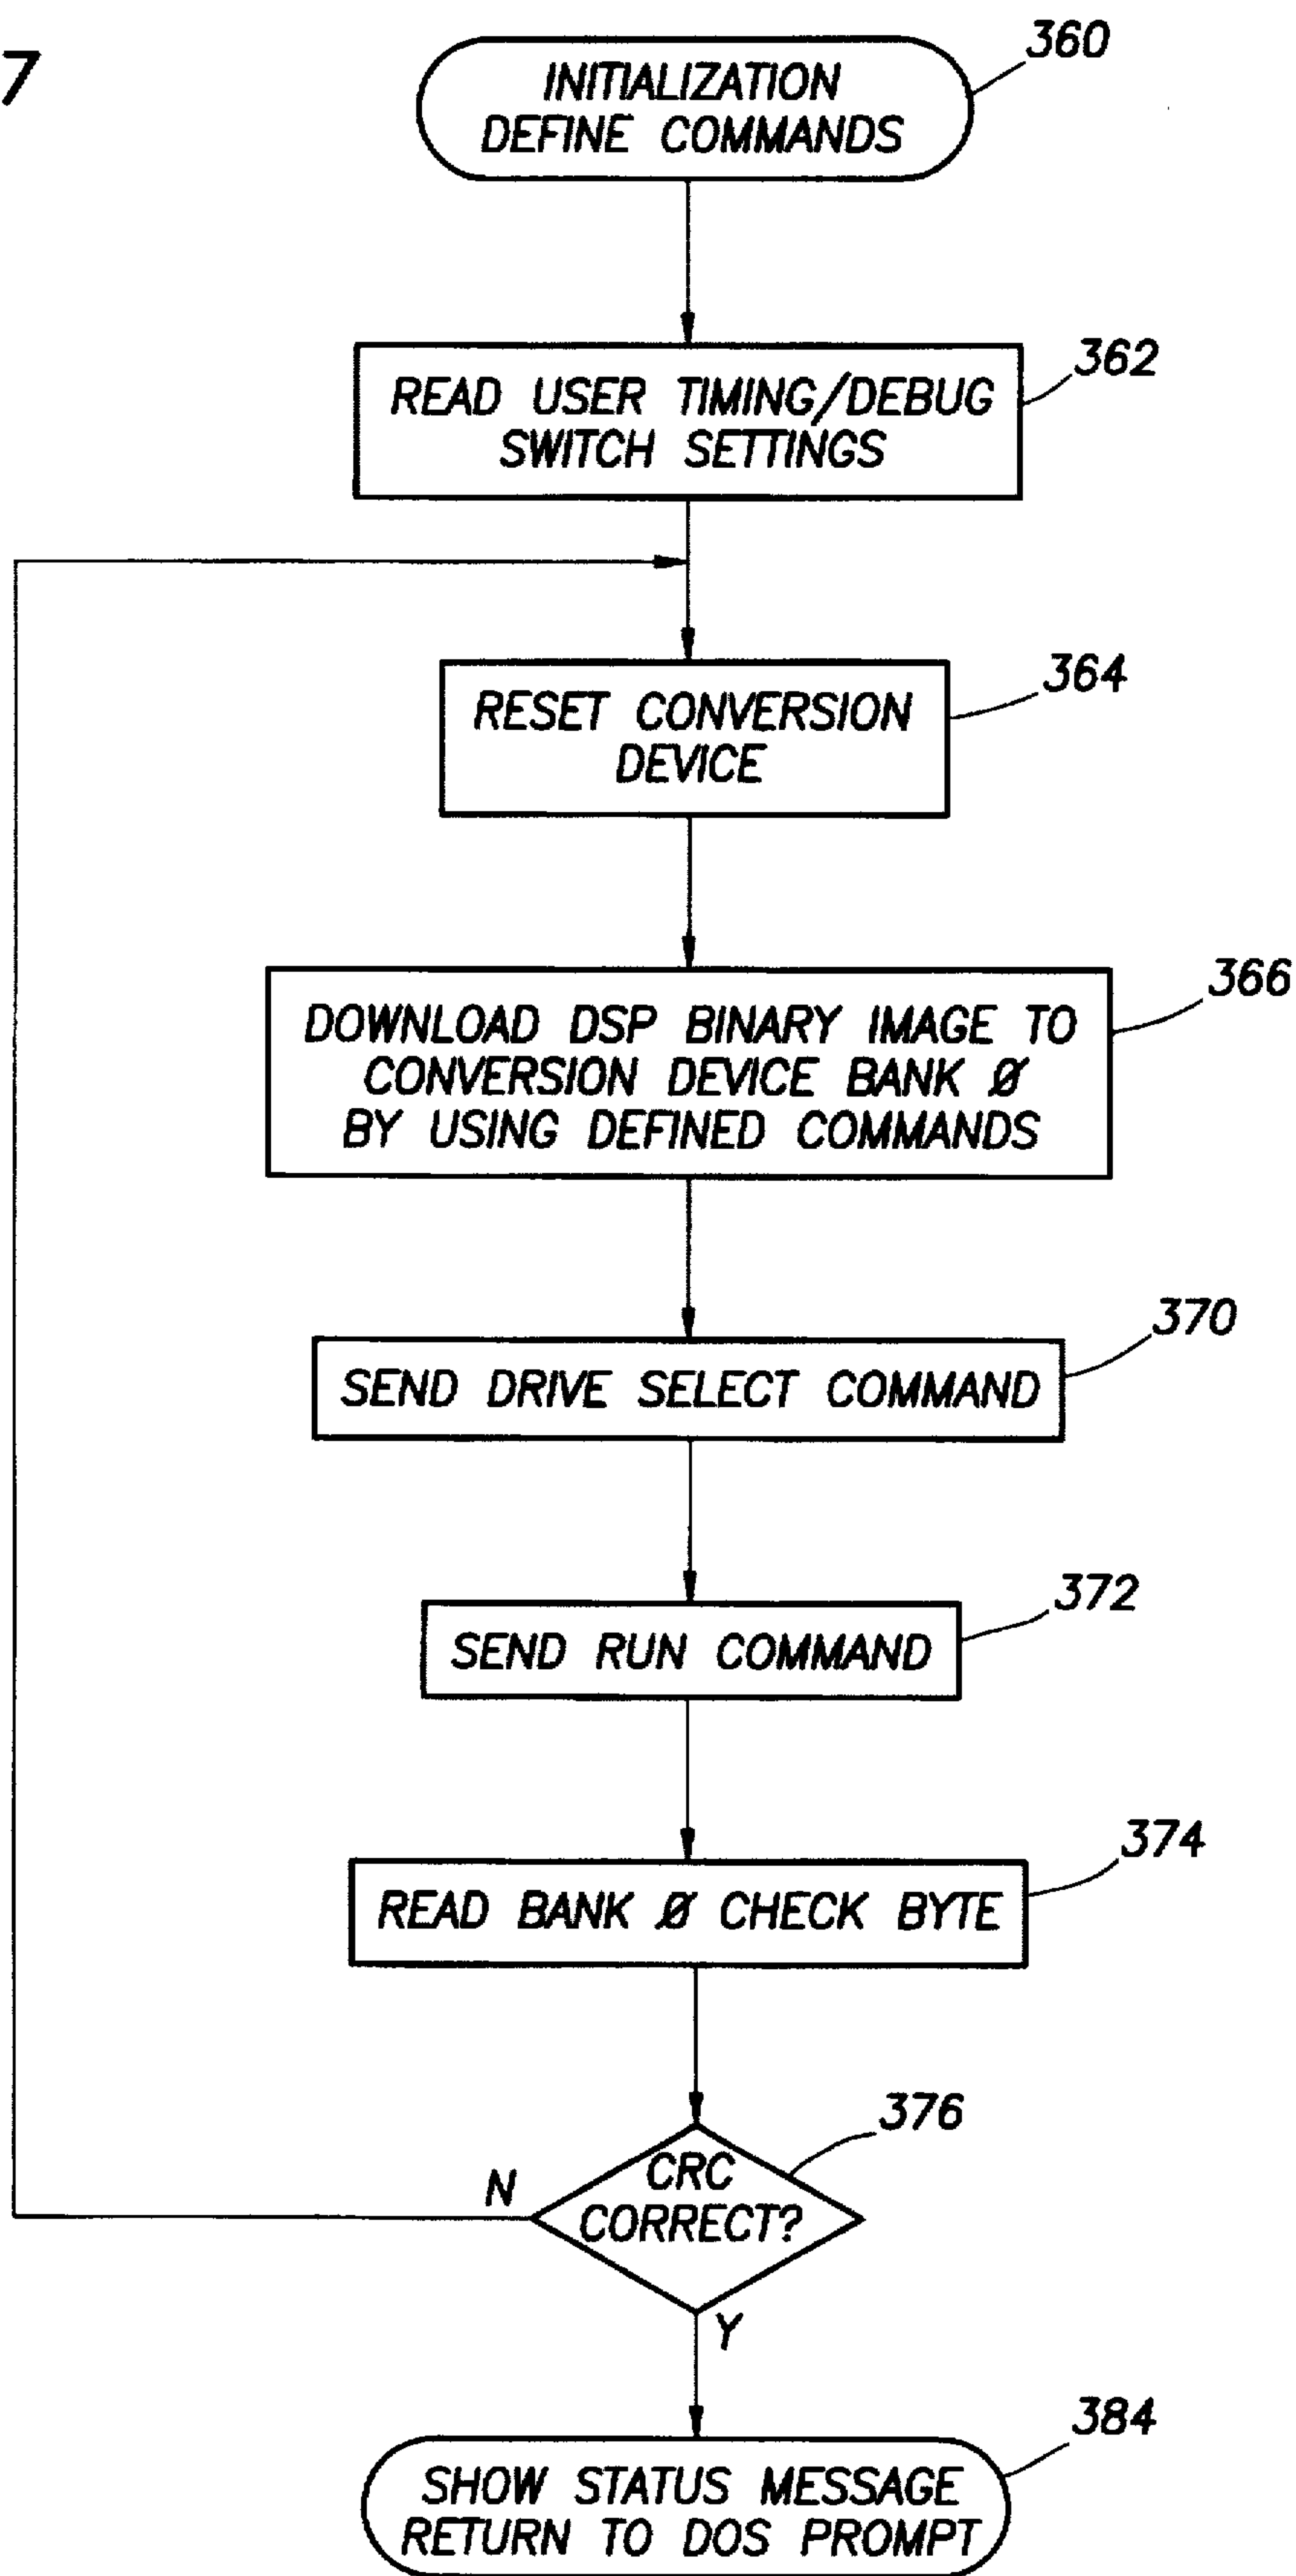 7
360
INITIALIZATION
DEFINE COMMANDS
362
READ USER TIMING/DEBUG
SWITCH SETTINGS
364
RESET CONVERSION
DEVICE
366
DOWNLOAD DSP BINARY IMAGE TO
CONVERSION DEVICE BANK Ø
BY USING DEFINED COMMANDS
370
SEND DRIVE SELECT COMMAND
372
SEND RUN COMMAND
374
READ BANK Ø CHECK BYTE
376
CRC
CORRECT?
N
Y
384
SHOW STATUS MESSAGE
RETURN TO DOS PROMPT